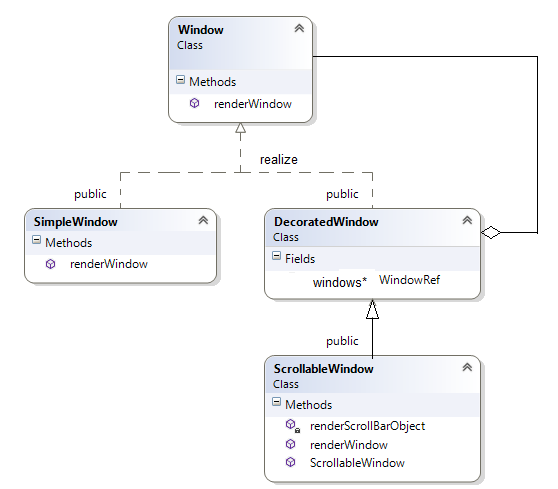 Window
Class
Methods
renderWindow
realize
public
public
SimpleWindow
Methods
renderWindow
DecoratedWindow
Class
Fields
windows* WindowRef
public
ScrollableWindow
Class
Methods
renderScrollBarObject
renderWindow
ScrollableWindow